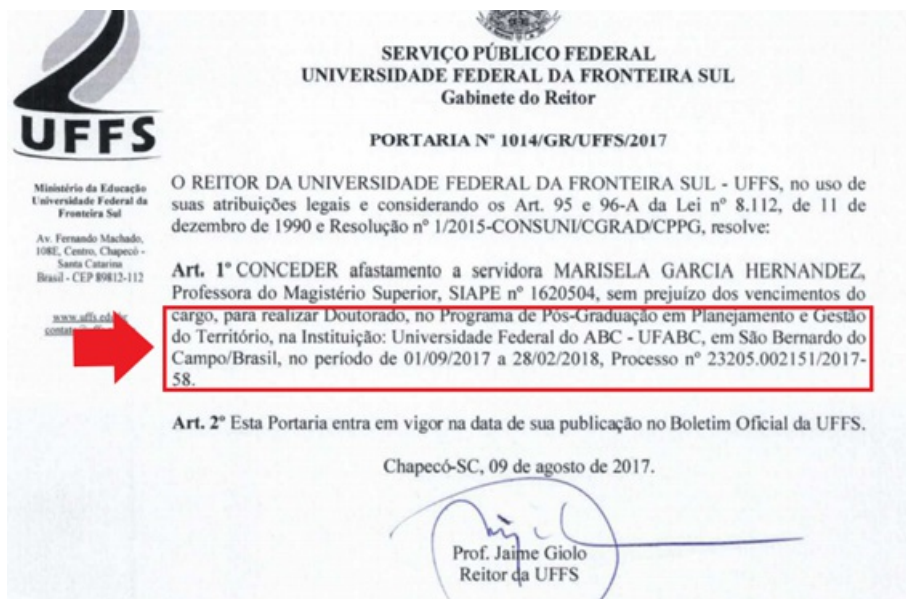 SERVIÇO PÚBLICO FEDERAL
UNIVERSIDADE FEDERAL DA FRONTEIRA SUL
Gabinete do Reitor
UFFS
PORTARIA Nº 1014/GR/UFFS/2017
Ministério da Educação
Universidade Federal da
Fronteira Sul
Av. Fernando Machado,
108E, Centro, Chapecó -
Santa Catarina
Brasil - CEP 89812-112
www.uffs.edu.br
O REITOR DA UNIVERSIDADE FEDERAL DA FRONTEIRA SUL - UFFS, no uso de
suas atribuições legais e considerando os Art. 95 e 96-A da Lei nº 8.112, de 11 de
dezembro de 1990 e Resolução nº 1/2015-CONSUNI/CGRAD/CPPG, resolve:
Art. 1º CONCEDER afastamento a servidora MARISELA GARCIA HERNANDEZ,
Professora do Magistério Superior, SIAPE nº 1620504, sem prejuízo dos vencimentos do
cargo, para realizar Doutorado, no Programa de Pós-Graduação em Planejamento e Gestão
do Território, na Instituição: Universidade Federal do ABC - UFABC, em São Bernardo do
Campo/Brasil, no período de 01/09/2017 a 28/02/2018, Processo nº 23205.002151/2017-
58.
Art. 2º Esta Portaria entra em vigor na data de sua publicação no Boletim Oficial da UFFS.
Chapecó-SC, 09 de agosto de 2017.
Prof. Jaime Giolo
Reitor da UFFS